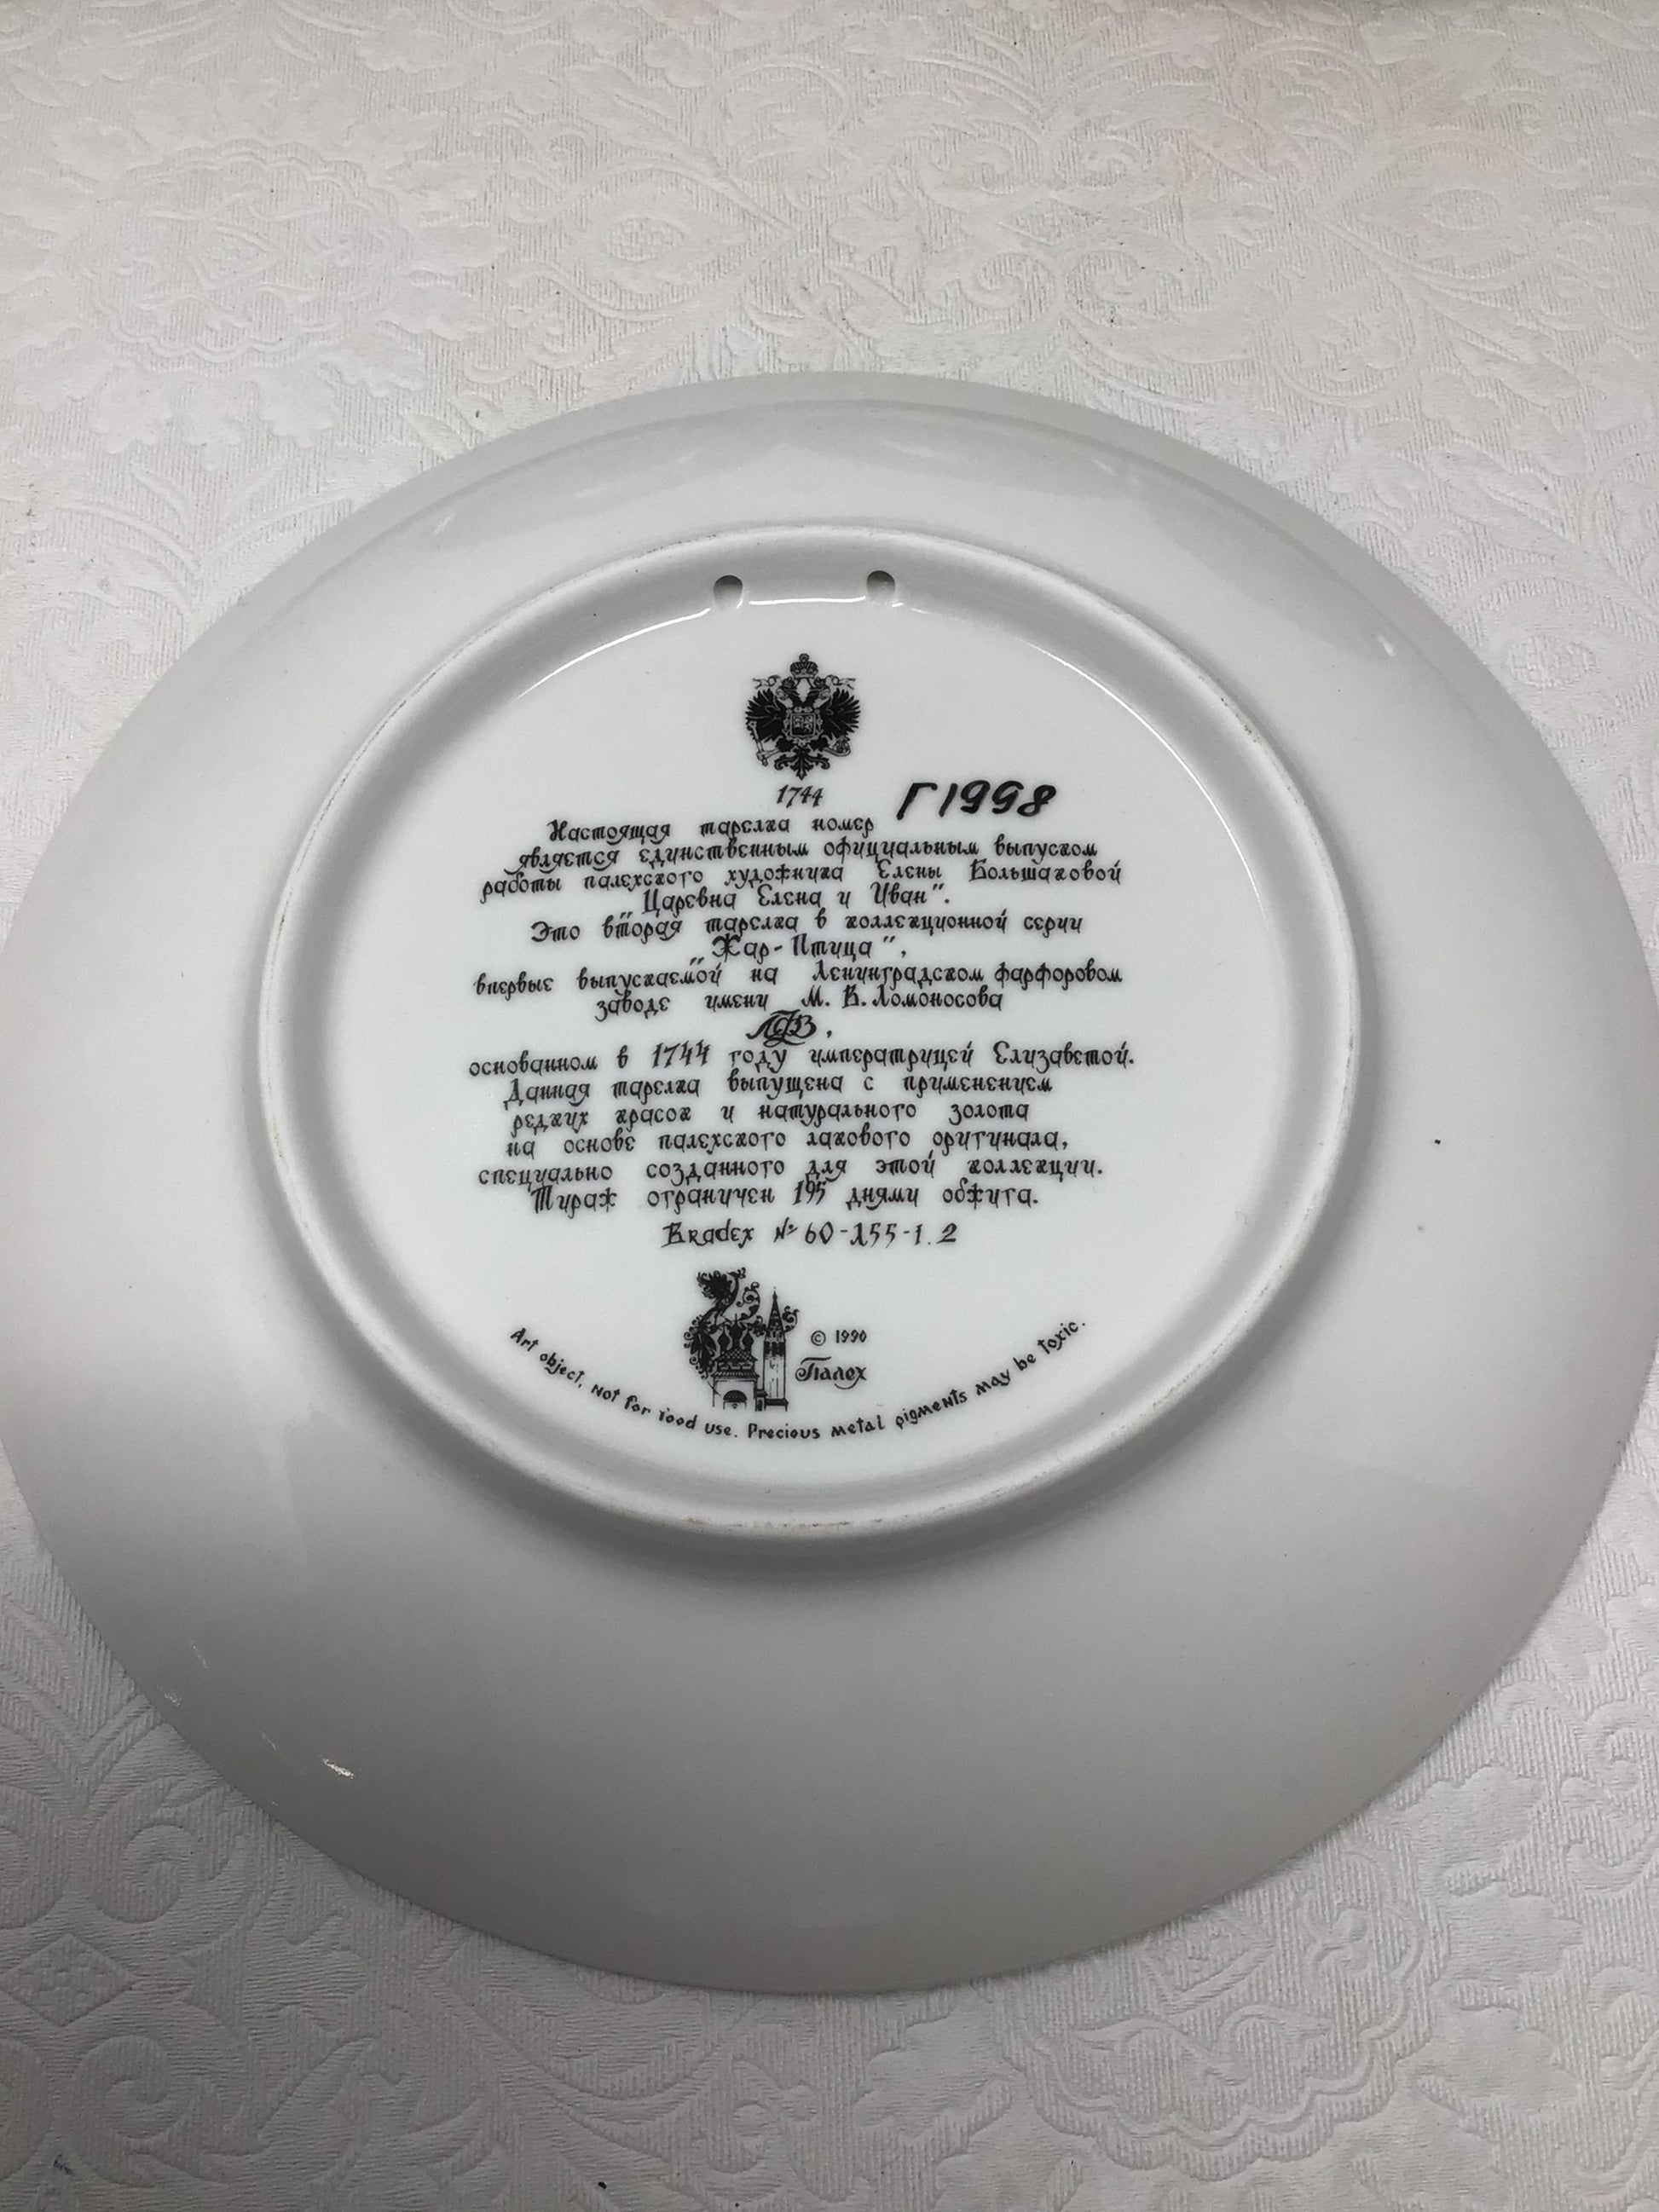 1744
Г1998
Настоящая тарелка номер
является единственным официальным выпуском
работы палехского художника Елены Большаковой
"Царевна Елена и Иван".
Это вторая тарелка в коллекционной серии
"Жар-Птица",
впервые выпускаемой на Ленинградском фарфоровом
заводе имени М. В. Ломоносова
ЛФЗ,
основанном в 1744 году императрицей Елизаветой.
Данная тарелка выпущена с применением
редких красок и натурального золота
на основе палехского лакового оригинала,
специально созданного для этой коллекции.
Тираж ограничен 195 днями обжига.
Bradex № 60-L55-1.2
© 1990
Палех
Art object, not for food use. Precious metal pigments may be toxic.